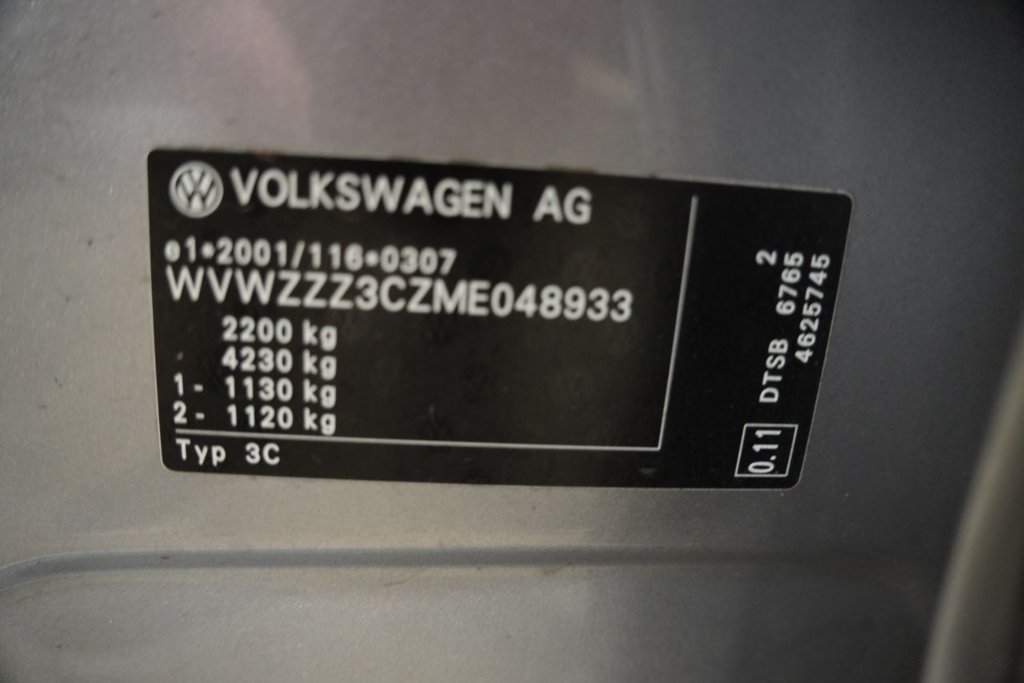 VOLKSWAGEN AG
e1*2001/116*0307
WVWZZZ3CZME048933
2200 kg
4230 kg
1- 1130 kg
2- 1120 kg
Typ 3C
2
DTSB 6765
4625745
0.11